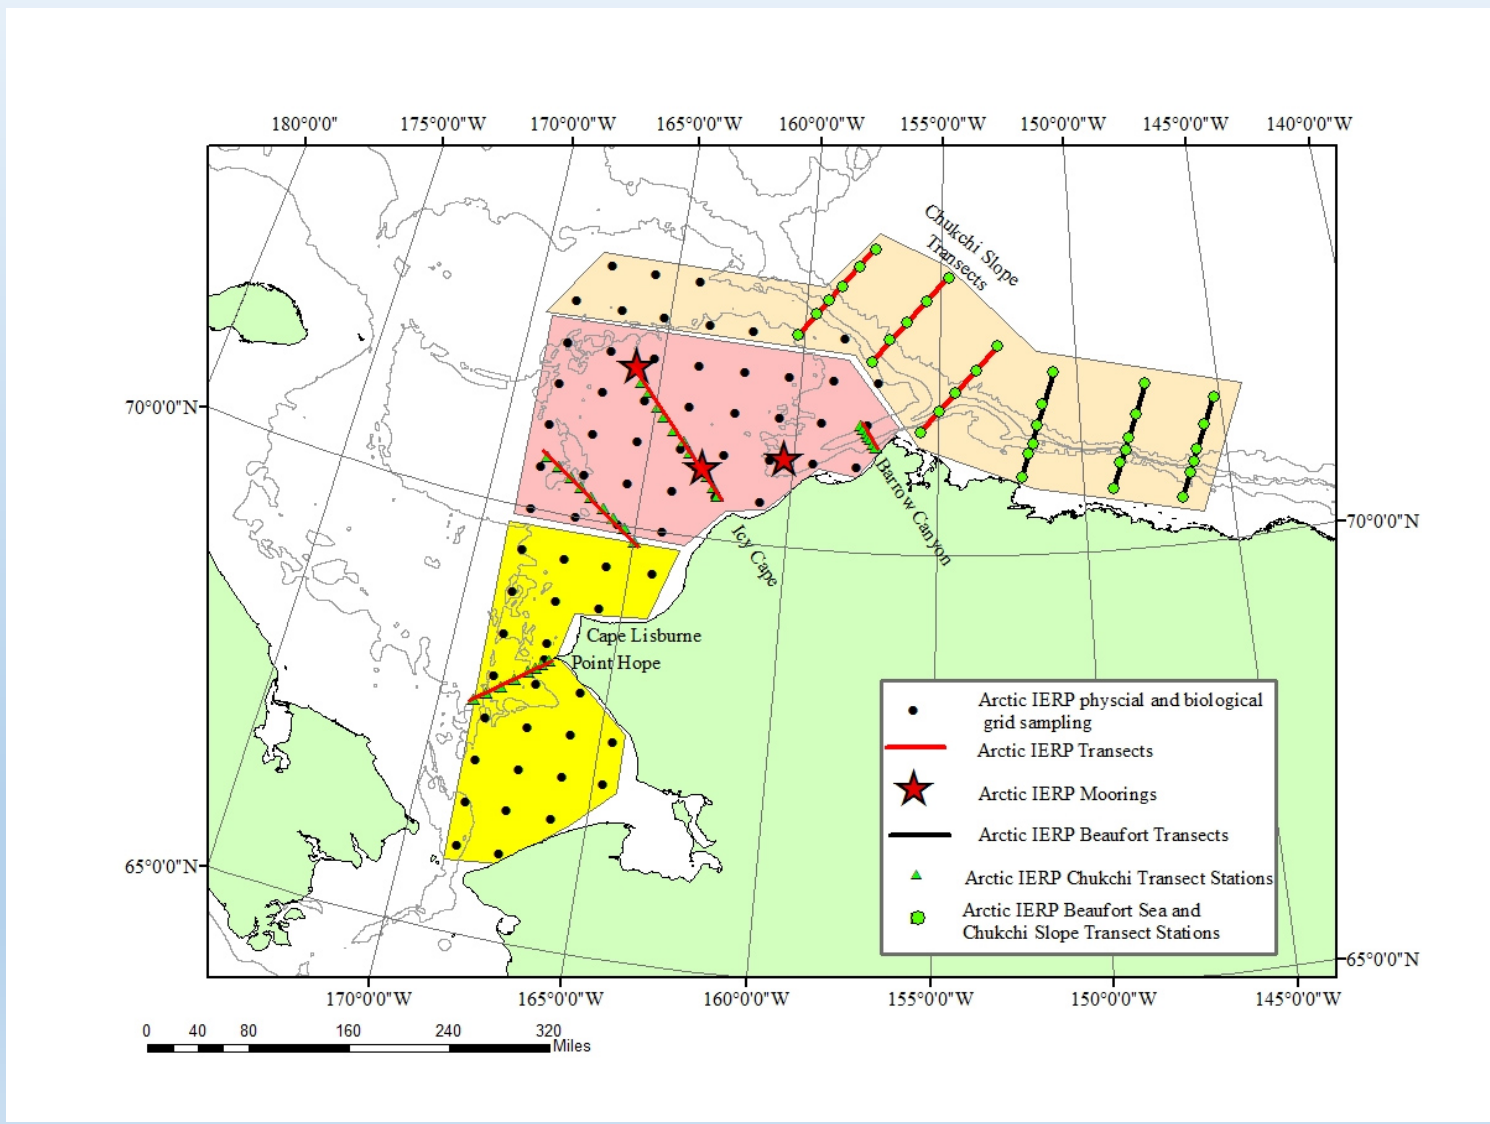 180°0'0"
175°0'0"W
170°0'0"W
165°0'0"W
160°0'0"W
155°0'0"W
150°0'0"W
145°0'0"W
140°0'0"W
Chukchi Slope
Transects
70°0'0"N
70°0'0"N
Barrow Canyon
Icy Cape
Cape Lisburne
Point Hope
Arctic IERP physcial and biological
grid sampling
Arctic IERP Transects
Arctic IERP Moorings
Arctic IERP Beaufort Transects
Arctic IERP Chukchi Transect Stations
Arctic IERP Beaufort Sea and
Chukchi Slope Transect Stations
65°0'0"N
65°0'0"N
170°0'0"W
165°0'0"W
160°0'0"W
155°0'0"W
150°0'0"W
145°0'0"W
0 40 80 160 240 320
Miles